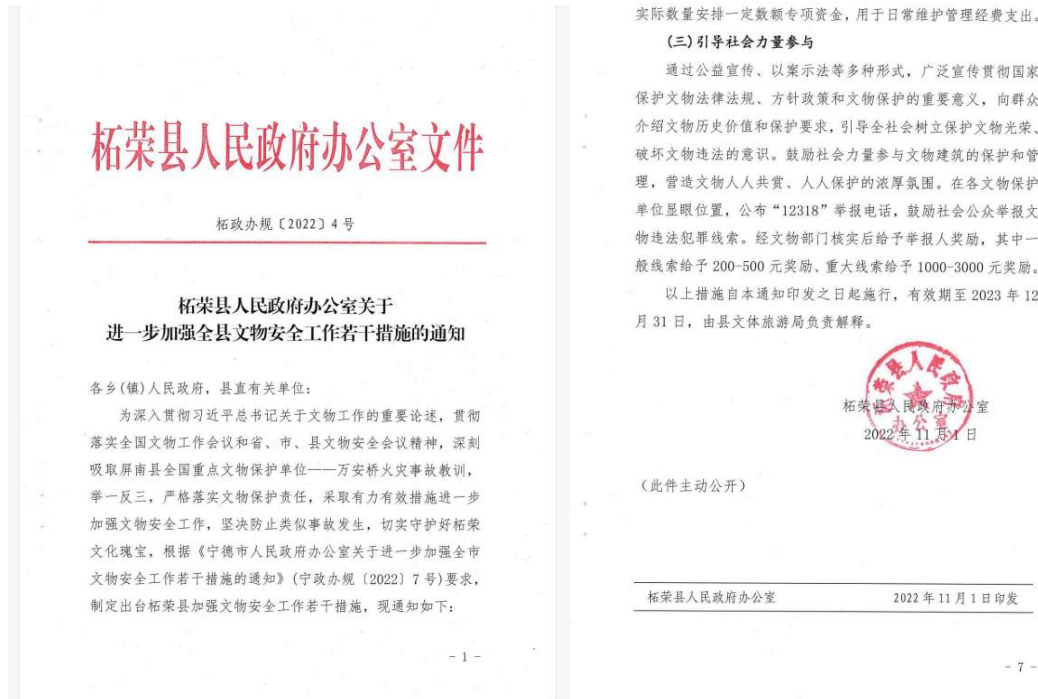 柘荣县人民政府办公室文件
柘政办规〔2022〕4号
柘荣县人民政府办公室关于
进一步加强全县文物安全工作若干措施的通知
各乡(镇)人民政府，县直有关单位：
为深入贯彻习近平总书记关于文物工作的重要论述，贯彻
落实全国文物工作会议和省、市、县文物安全会议精神，深刻
吸取屏南县全国重点文物保护单位——万安桥火灾事故教训，
举一反三，严格落实文物保护责任，采取有力有效措施进一步
加强文物安全工作，坚决防止类似事故发生，切实守护好柘荣
文化瑰宝，根据《宁德市人民政府办公室关于进一步加强全市
文物安全工作若干措施的通知》(宁政办规〔2022〕7号)要求，
制定出台柘荣县加强文物安全工作若干措施，现通知如下：
- 1 -
实际数量安排一定数额专项资金，用于日常维护管理经费支出。
(三)引导社会力量参与
通过公益宣传、以案示法等多种形式，广泛宣传贯彻国家
保护文物法律法规、方针政策和文物保护的重要意义，向群众
介绍文物历史价值和保护要求，引导全社会树立保护文物光荣、
破坏文物违法的意识。鼓励社会力量参与文物建筑的保护和管
理，营造文物人人共赏、人人保护的浓厚氛围。在各文物保护
单位显眼位置，公布“12318”举报电话，鼓励社会公众举报文
物违法犯罪线索。经文物部门核实后给予举报人奖励，其中一
般线索给予200-500元奖励、重大线索给予1000-3000元奖励。
以上措施自本通知印发之日起施行，有效期至2023年12
月31日，由县文体旅游局负责解释。
柘荣县人民政府办公室
2022年11月1日
柘荣县人民政府
办公室
(此件主动公开)
柘荣县人民政府办公室 2022年11月1日印发
- 7 -